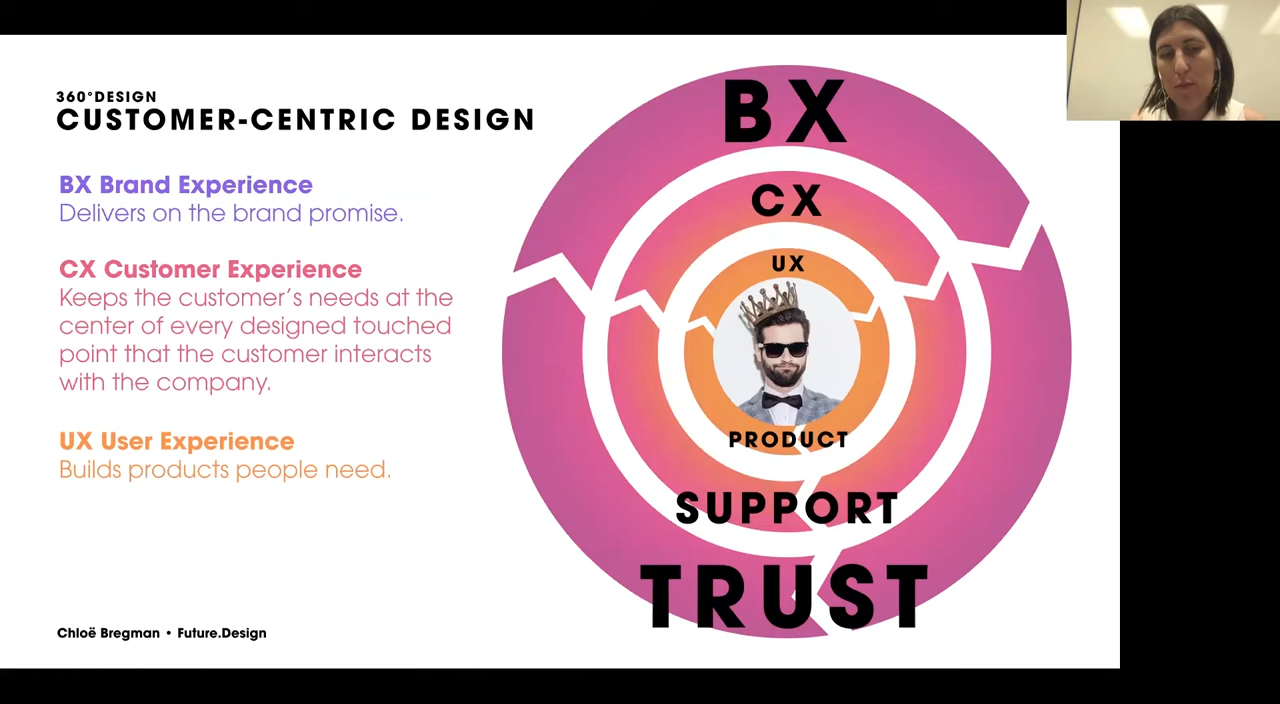 360°DESIGN
CUSTOMER-CENTRIC DESIGN
BX Brand Experience
Delivers on the brand promise.
CX Customer Experience
Keeps the customer's needs at the
center of every designed touched
point that the customer interacts
with the company.
UX User Experience
Builds products people need.
Chloë Bregman • Future.Design
BX
CX
UX
PRODUCT
SUPPORT
TRUST